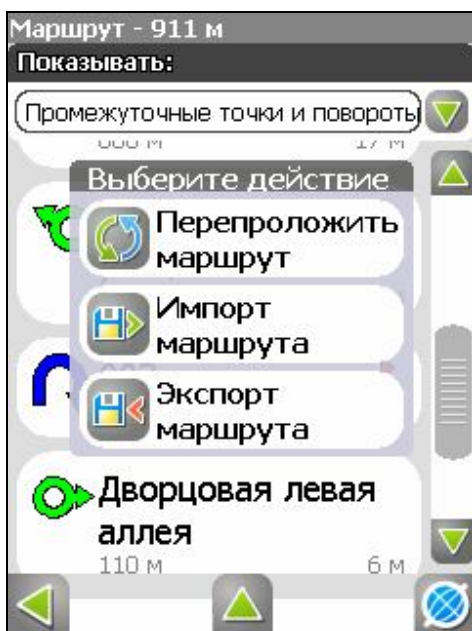 Маршрут - 911 м
Показывать:
Промежуточные точки и повороты
Выберите действие
Перепроложить
маршрут
Импорт
маршрута
Экспорт
маршрута
Дворцовая левая
аллея
110 м 6 м